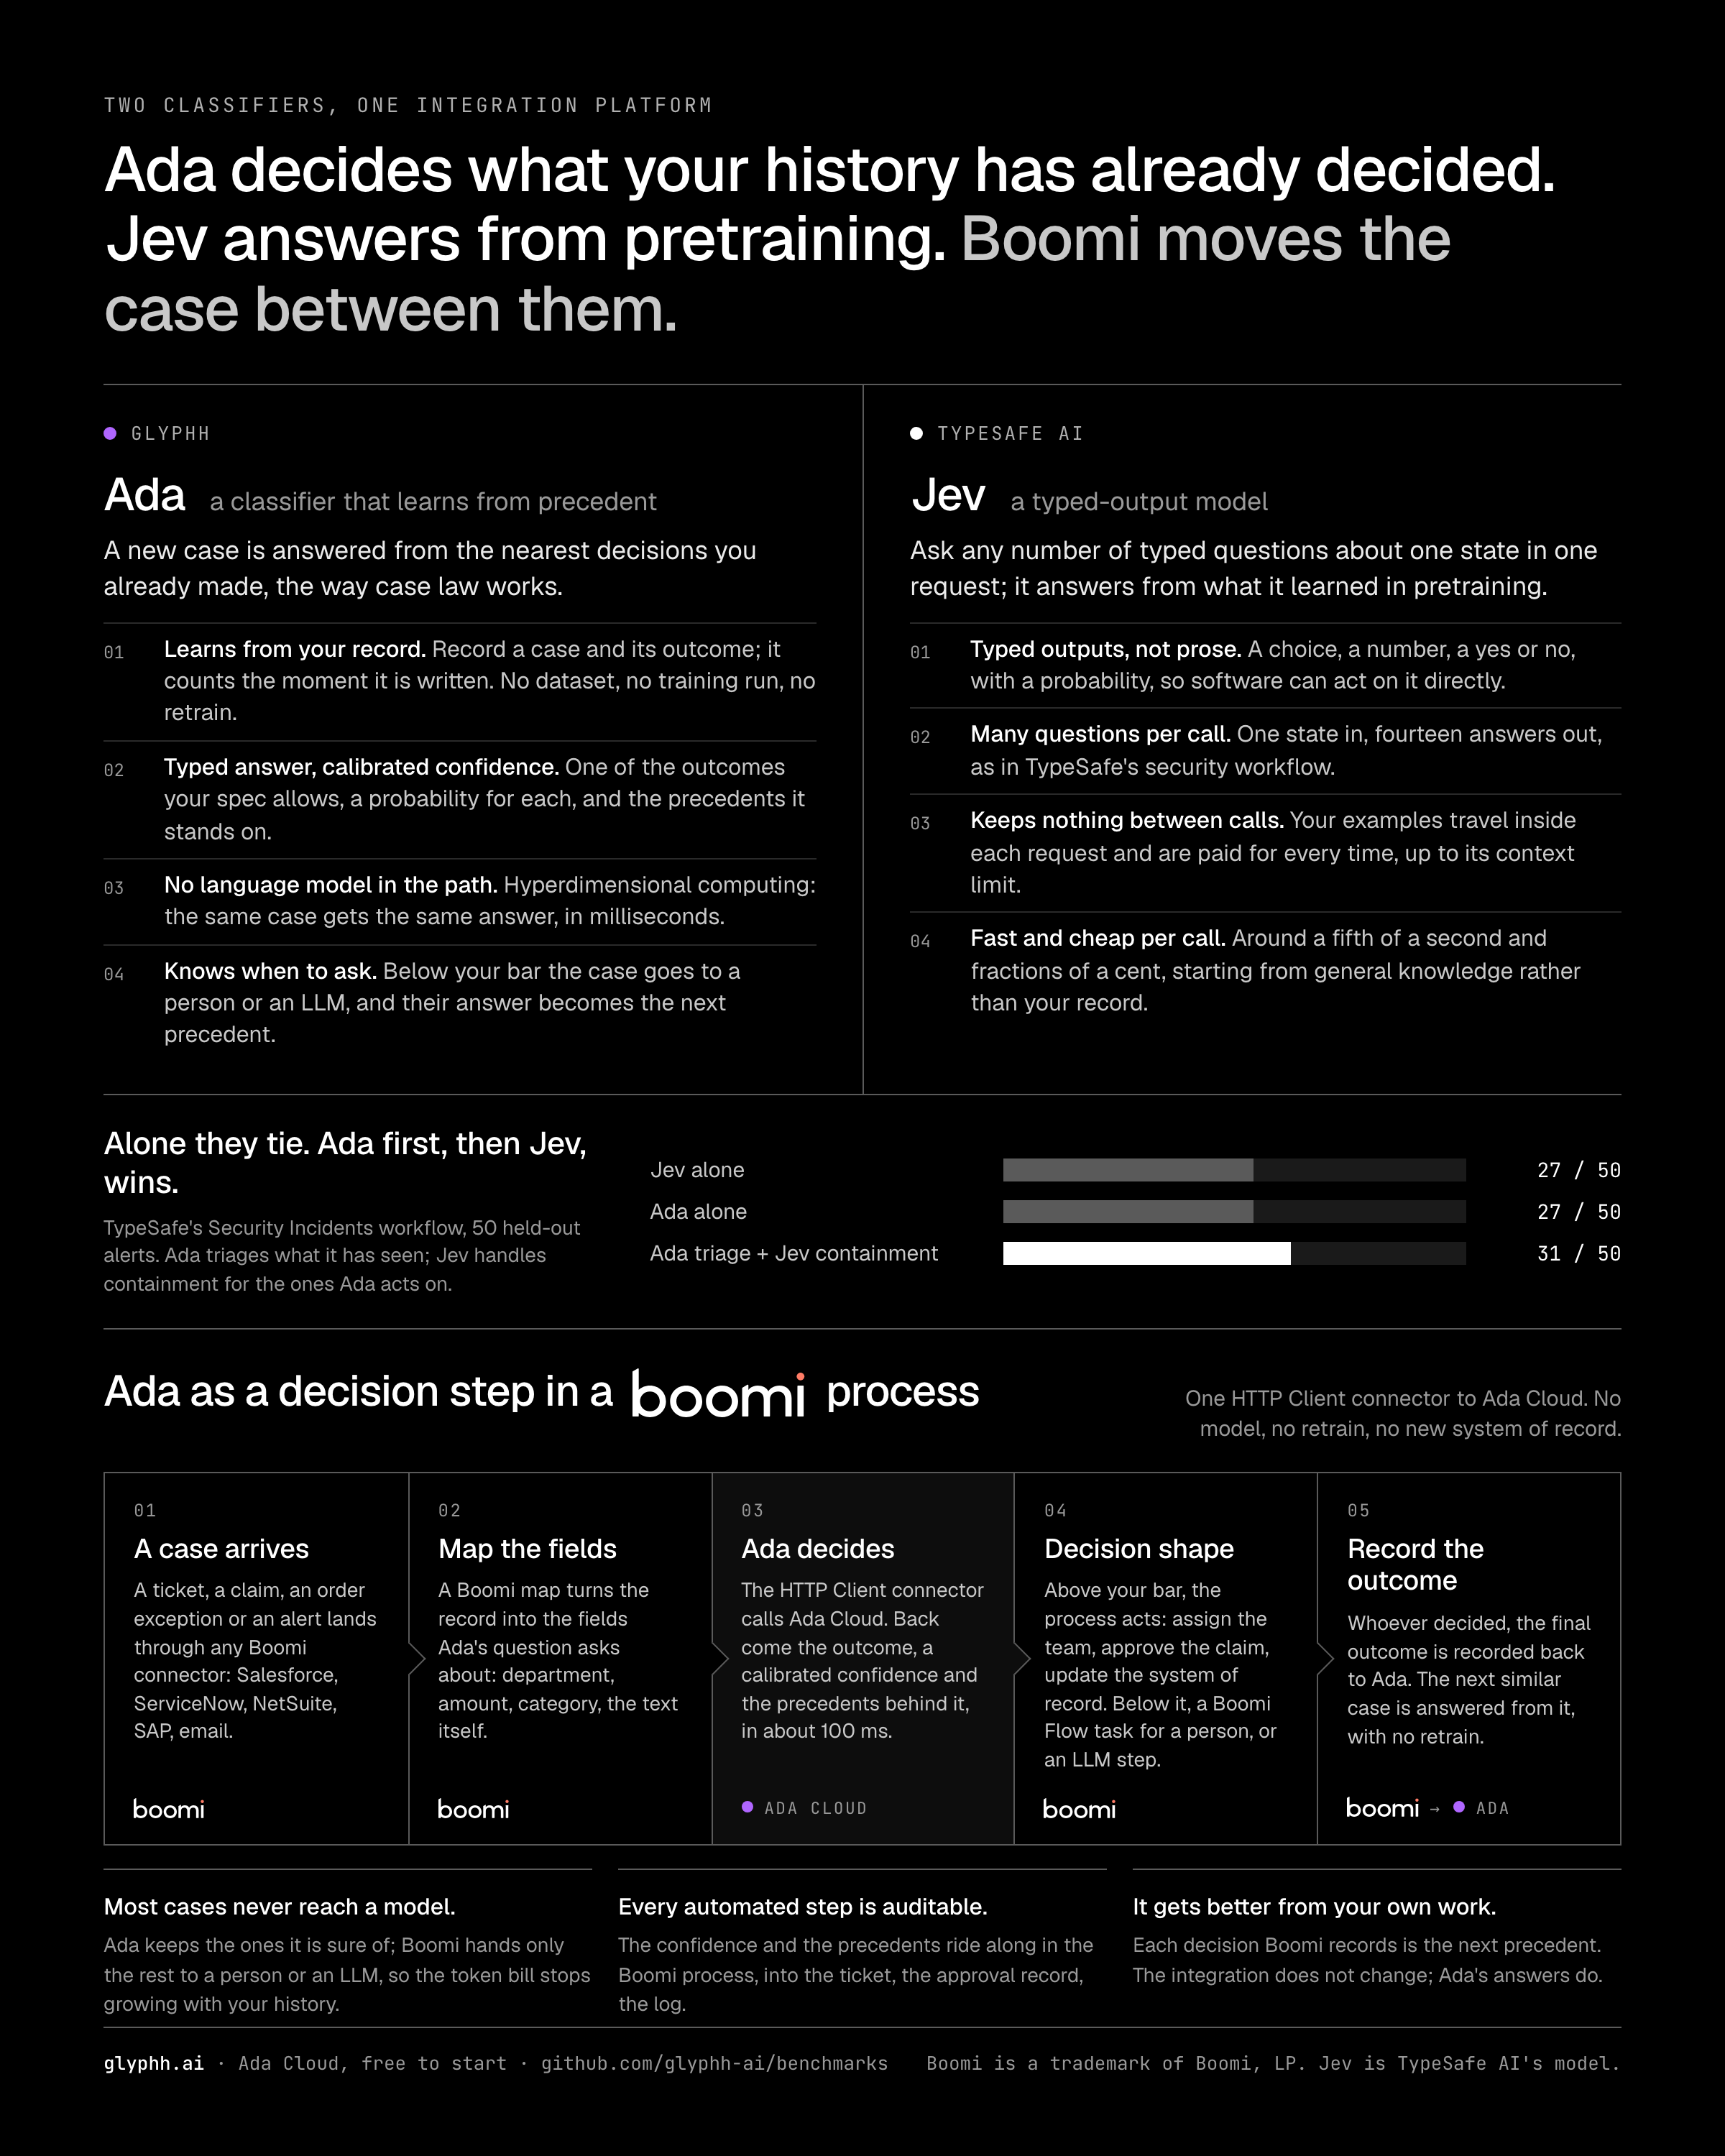 TWO CLASSIFIERS, ONE INTEGRATION PLATFORM
Ada decides what your history has already decided.
Jev answers from pretraining. Boomi moves the
case between them.
GLYPHH
Ada a classifier that learns from precedent
A new case is answered from the nearest decisions you
already made, the way case law works.
01 Learns from your record. Record a case and its outcome; it
counts the moment it is written. No dataset, no training run, no
retrain.
02 Typed answer, calibrated confidence. One of the outcomes
your spec allows, a probability for each, and the precedents it
stands on.
03 No language model in the path. Hyperdimensional computing:
the same case gets the same answer, in milliseconds.
04 Knows when to ask. Below your bar the case goes to a
person or an LLM, and their answer becomes the next
precedent.
TYPESAFE AI
Jev a typed-output model
Ask any number of typed questions about one state in one
request; it answers from what it learned in pretraining.
01 Typed outputs, not prose. A choice, a number, a yes or no,
with a probability, so software can act on it directly.
02 Many questions per call. One state in, fourteen answers out,
as in TypeSafe's security workflow.
03 Keeps nothing between calls. Your examples travel inside
each request and are paid for every time, up to its context
limit.
04 Fast and cheap per call. Around a fifth of a second and
fractions of a cent, starting from general knowledge rather
than your record.
Alone they tie. Ada first, then Jev,
wins.
TypeSafe's Security Incidents workflow, 50 held-out
alerts. Ada triages what it has seen; Jev handles
containment for the ones Ada acts on.
Jev alone 27 / 50
Ada alone 27 / 50
Ada triage + Jev containment 31 / 50
Ada as a decision step in a boomi process
One HTTP Client connector to Ada Cloud. No
model, no retrain, no new system of record.
01
A case arrives
A ticket, a claim, an order
exception or an alert lands
through any Boomi
connector: Salesforce,
ServiceNow, NetSuite,
SAP, email.
boomi
02
Map the fields
A Boomi map turns the
record into the fields
Ada's question asks
about: department,
amount, category, the text
itself.
boomi
03
Ada decides
The HTTP Client connector
calls Ada Cloud. Back
come the outcome, a
calibrated confidence and
the precedents behind it,
in about 100 ms.
ADA CLOUD
04
Decision shape
Above your bar, the
process acts: assign the
team, approve the claim,
update the system of
record. Below it, a Boomi
Flow task for a person, or
an LLM step.
boomi
05
Record the
outcome
Whoever decided, the final
outcome is recorded back
to Ada. The next similar
case is answered from it,
with no retrain.
boomi → ADA
Most cases never reach a model.
Ada keeps the ones it is sure of; Boomi hands only
the rest to a person or an LLM, so the token bill stops
growing with your history.
Every automated step is auditable.
The confidence and the precedents ride along in the
Boomi process, into the ticket, the approval record,
the log.
It gets better from your own work.
Each decision Boomi records is the next precedent.
The integration does not change; Ada's answers do.
glyphh.ai · Ada Cloud, free to start · github.com/glyphh-ai/benchmarks
Boomi is a trademark of Boomi, LP. Jev is TypeSafe AI's model.